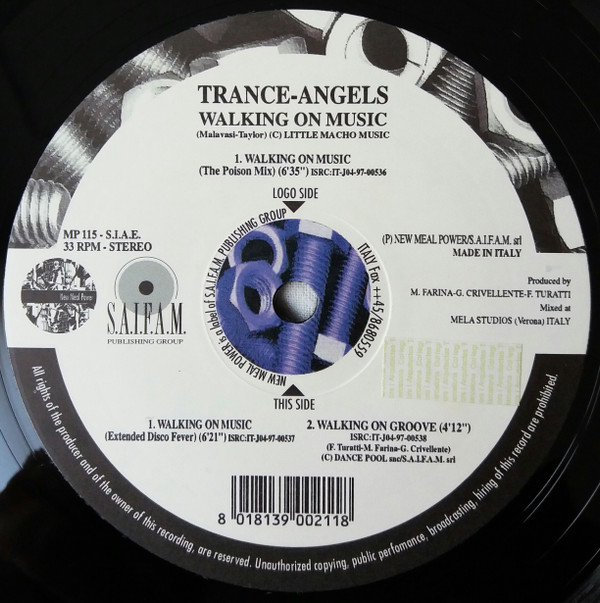 TRANCE-ANGELS
WALKING ON MUSIC
(Malavasi-Taylor) (C) LITTLE MACHO MUSIC
1. WALKING ON MUSIC
(The Poison Mix) (6'35") ISRC:IT-J04-97-00536
LOGO SIDE
MP 115 - S.I.A.E.
33 RPM - STEREO
(P) NEW MEAL POWER/S.A.I.F.A.M. srl
MADE IN ITALY
New Meal Power
S.A.I.F.A.M.
PUBLISHING GROUP
NEW MEAL POWER is a label of S.A.I.F.A.M. PUBLISHING GROUP
ITALY Fax ++45/8680559
Produced by
M. FARINA-G. CRIVELLENTE-F. TURATTI
Mixed at
MELA STUDIOS (Verona) ITALY
THIS SIDE
1. WALKING ON MUSIC
(Extended Disco Fever) (6'21") ISRC:IT-J04-97-00537
2. WALKING ON GROOVE (4'12")
ISRC:IT-J04-97-00538
(F. Turatti-M. Farina-G. Crivellente)
(C) DANCE POOL snc/S.A.I.F.A.M. srl
8 018139 002118
All rights of the producer and of the owner of this recording, are reserved. Unauthorized copying, public perfomance, broadcasting, hiring of this record are prohibited.